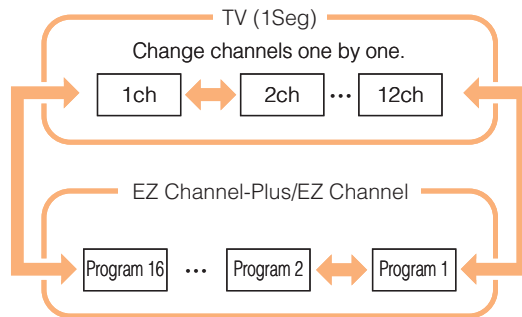 TV (1Seg)
Change channels one by one.
1ch 2ch ··· 12ch
EZ Channel-Plus/EZ Channel
Program 16 ··· Program 2 Program 1